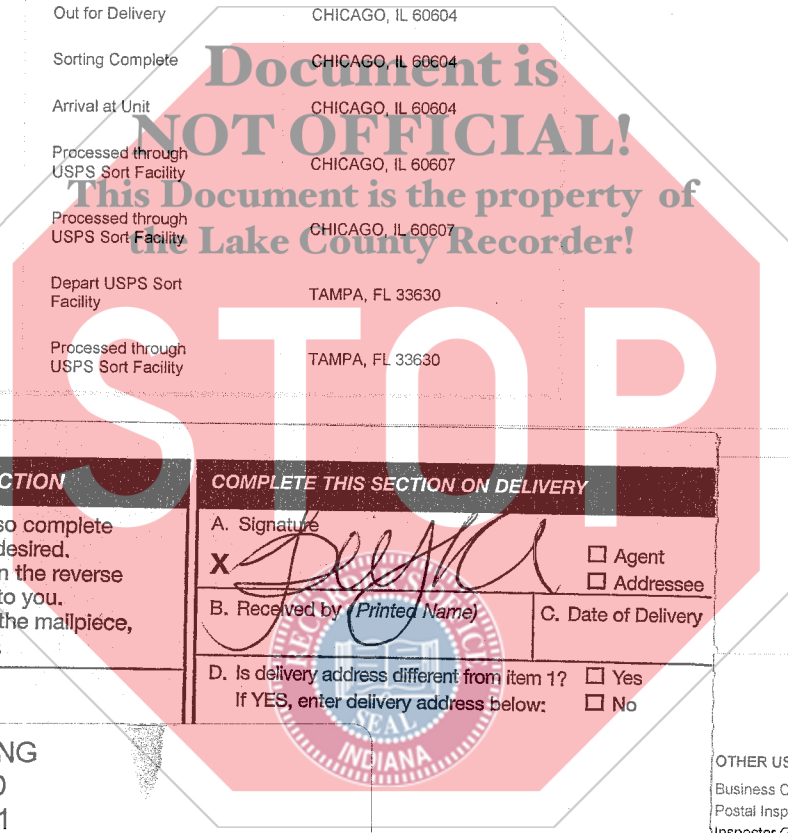 Out for Delivery CHICAGO, IL 60604
Sorting Complete CHICAGO, IL 60604
Document is
Arrival at Unit CHICAGO, IL 60604
NOT OFFICIAL!
Processed through
USPS Sort Facility CHICAGO, IL 60607
This Document is the property of
Processed through
USPS Sort Facility CHICAGO, IL 60607
the Lake County Recorder!
Depart USPS Sort
Facility TAMPA, FL 33630
STOP
Processed through
USPS Sort Facility TAMPA, FL 33630
CTION
so complete
desired.
n the reverse
to you.
the mailpiece,
COMPLETE THIS SECTION ON DELIVERY
A. Signature
X
☐ Agent
☐ Addressee
B. Received by (Printed Name) C. Date of Delivery
D. Is delivery address different from item 1? ☐ Yes
If YES, enter delivery address below: ☐ No
SEAL
INDIANA
NG
1
OTHER US
Business C
Postal Insp
Inspector G